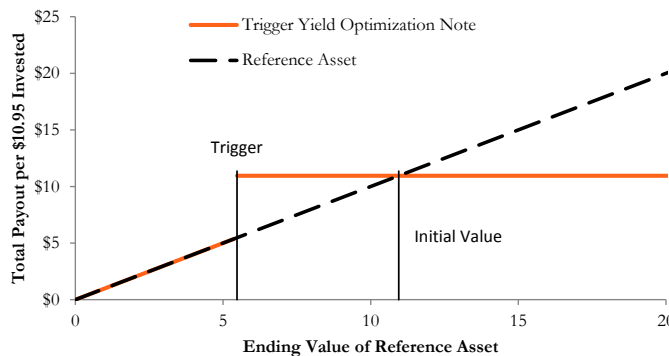 $25
Trigger Yield Optimization Note
Reference Asset
$20
$15
Trigger
$10
Initial Value
$5
$0
0
5
10
15
20
Total Payout per $10.95 Invested
Ending Value of Reference Asset